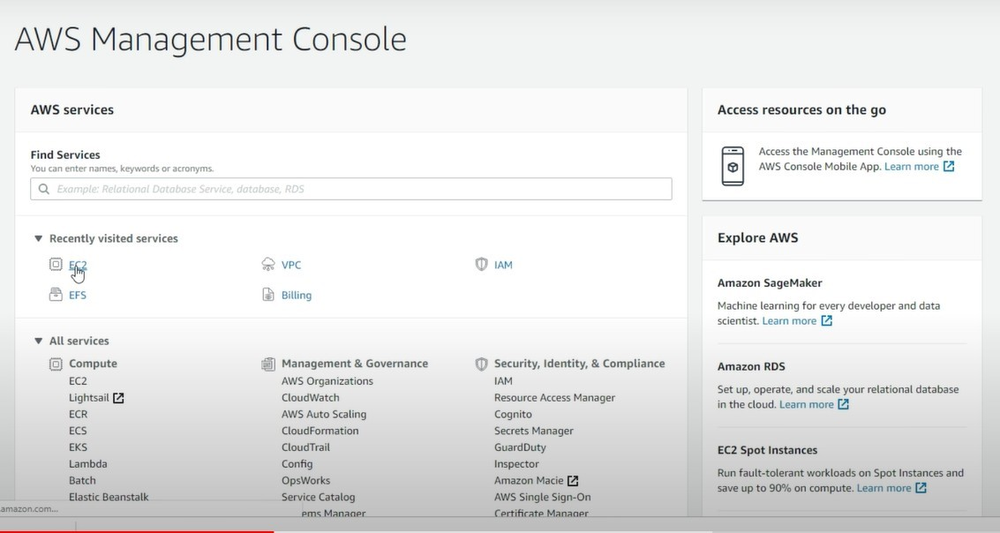 AWS Management Console
AWS services
Find Services
You can enter names, keywords or acronyms.
Example: Relational Database Service, database, RDS
Recently visited services
EC2
VPC
IAM
EFS
Billing
All services
Compute
EC2
Lightsail
ECR
ECS
EKS
Lambda
Batch
Elastic Beanstalk
Management & Governance
AWS Organizations
CloudWatch
AWS Auto Scaling
CloudFormation
CloudTrail
Config
OpsWorks
Service Catalog
ems Manager
Security, Identity, & Compliance
IAM
Resource Access Manager
Cognito
Secrets Manager
GuardDuty
Inspector
Amazon Macie
AWS Single Sign-On
Certificate Manager
amazon.com...
Access resources on the go
Access the Management Console using the
AWS Console Mobile App. Learn more
Explore AWS
Amazon SageMaker
Machine learning for every developer and data
scientist. Learn more
Amazon RDS
Set up, operate, and scale your relational database
in the cloud. Learn more
EC2 Spot Instances
Run fault-tolerant workloads on Spot Instances and
save up to 90% on compute. Learn more